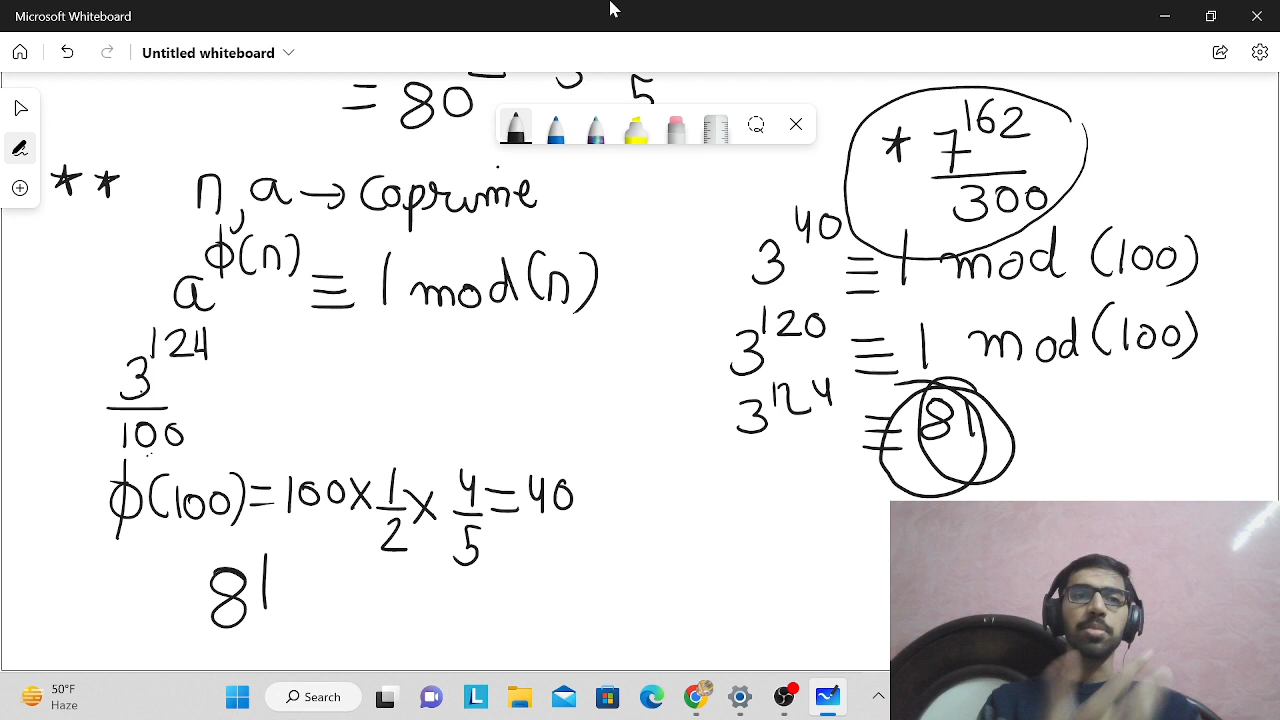 Microsoft Whiteboard
Untitled whiteboard
= 80
5
* 7^162
300
** n, a → Coprime
a^ϕ(n) ≡ 1 mod(n)
3^124
100
ϕ(100) = 100 × 1/2 × 4/5 = 40
81
3^40 ≡ 1 mod (100)
3^120 ≡ 1 mod (100)
3^124 ≡ 81
50°F
Haze
Search